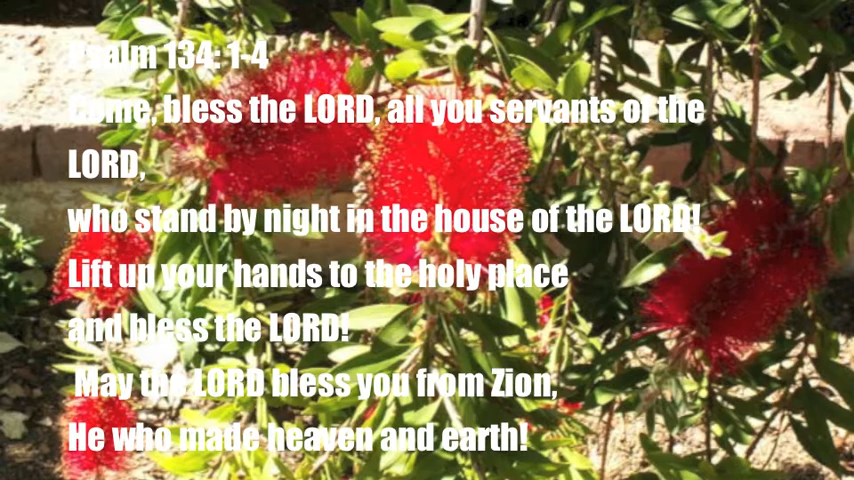 Psalm 134: 1-4
Come, bless the LORD, all you servants of the
LORD,
who stand by night in the house of the LORD!
Lift up your hands to the holy place
and bless the LORD!
May the LORD bless you from Zion,
He who made heaven and earth!